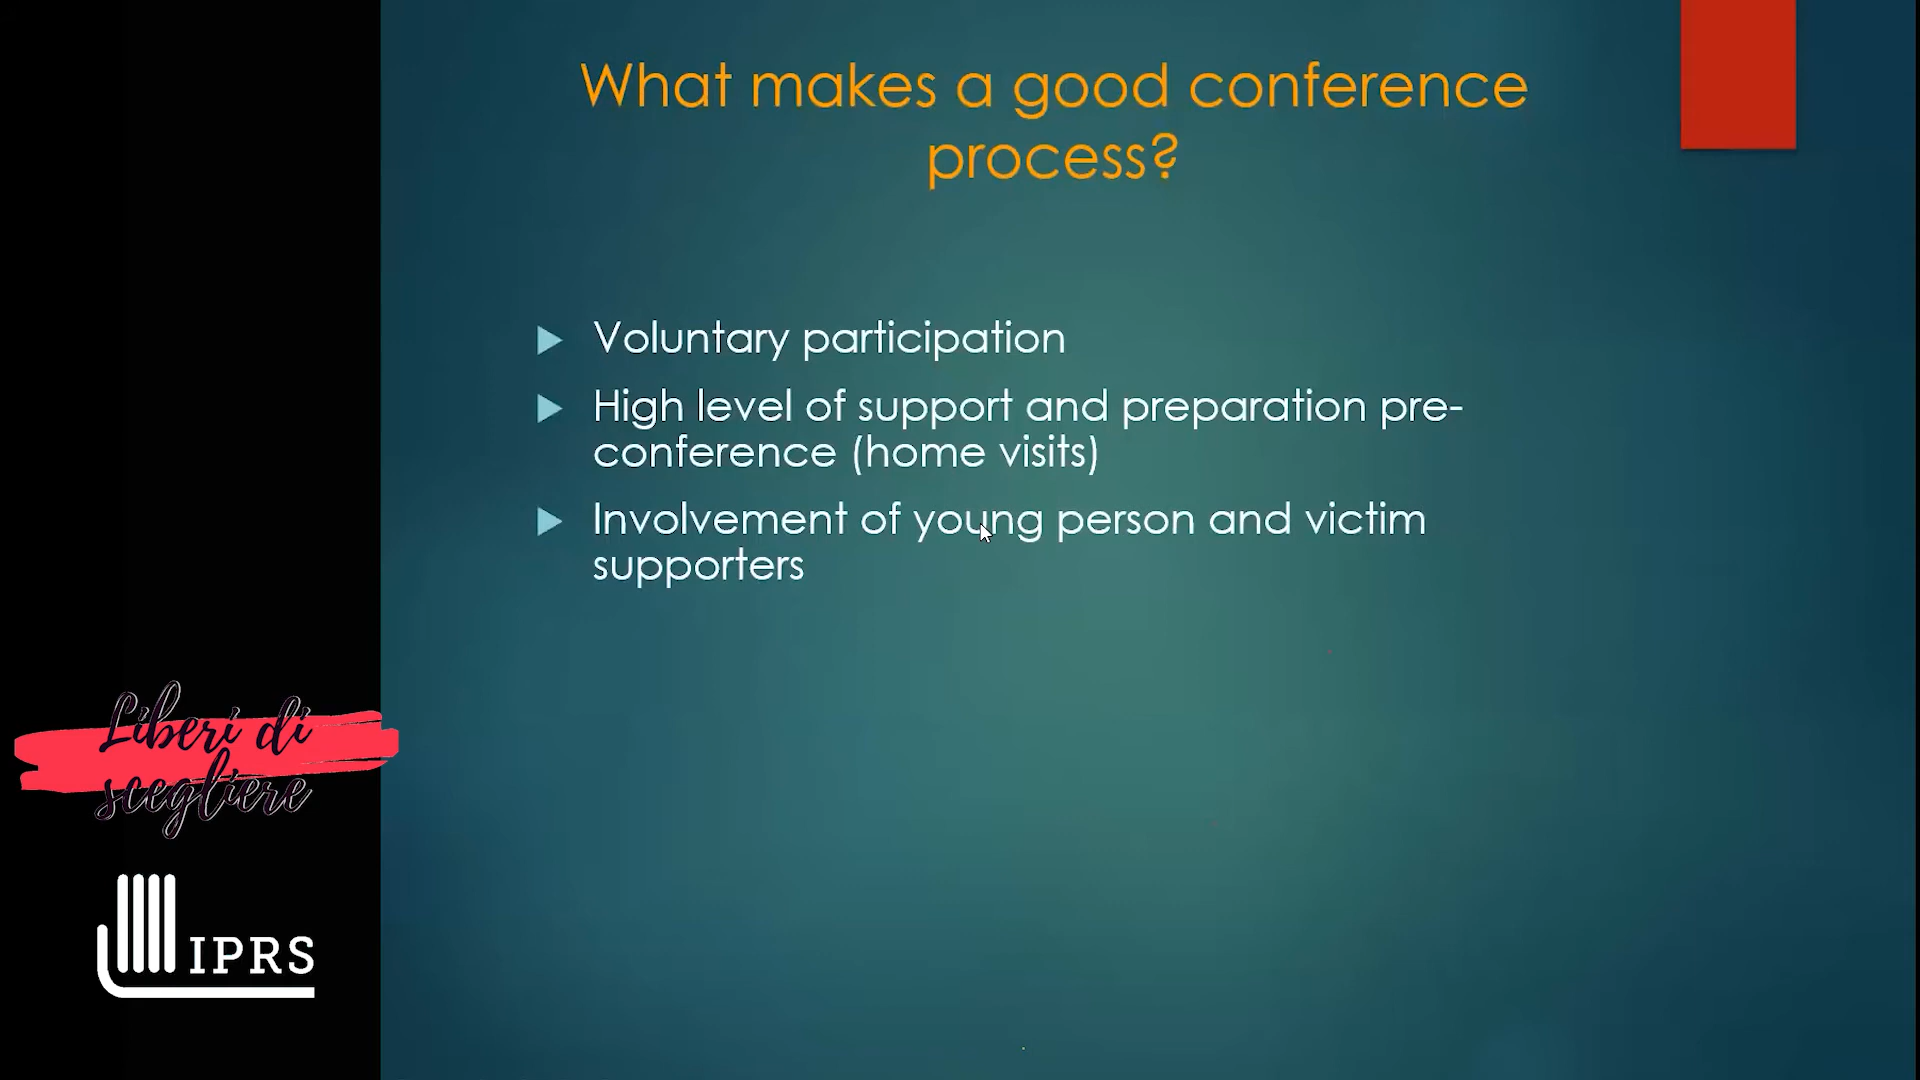 What makes a good conference
process?
Voluntary participation
High level of support and preparation pre-
conference (home visits)
Involvement of young person and victim
supporters
Liberi di
scegliere
IPRS